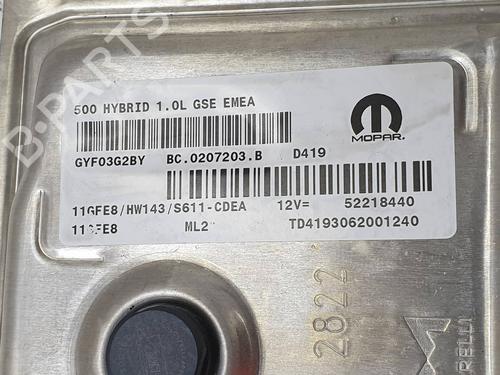 B-PARTS
500 HYBRID 1.0L GSE EMEA
GYF03G2BY BC.0207203.B D419
MOPAR
11GFE8/HW143/S611-CDEA 12V= 52218440
11GFE8 ML2 TD4193062001240
2822
RELLI